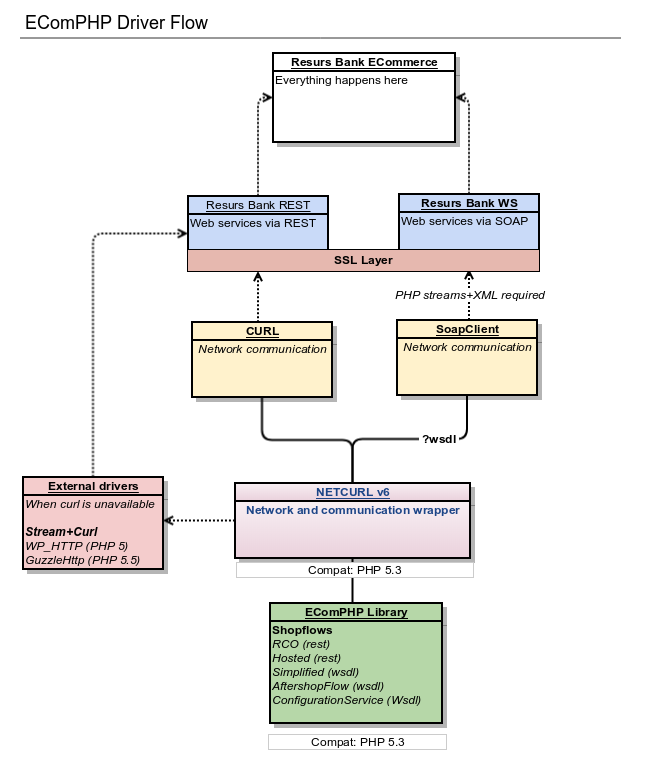 EComPHP Driver Flow
Resurs Bank ECommerce
Everything happens here
Resurs Bank REST
Web services via REST
Resurs Bank WS
Web services via SOAP
SSL Layer
PHP streams+XML required
CURL
Network communication
SoapClient
Network communication
?wsdl
External drivers
When curl is unavailable
Stream+Curl
WP_HTTP (PHP 5)
GuzzleHttp (PHP 5.5)
NETCURL v6
Network and communication wrapper
Compat: PHP 5.3
EComPHP Library
Shopflows
RCO (rest)
Hosted (rest)
Simplified (wsdl)
AftershopFlow (wsdl)
ConfigurationService (Wsdl)
Compat: PHP 5.3